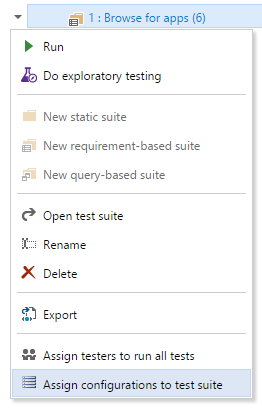 1 : Browse for apps (6)
Run
Do exploratory testing
New static suite
New requirement-based suite
New query-based suite
Open test suite
Rename
Delete
Export
Assign testers to run all tests
Assign configurations to test suite